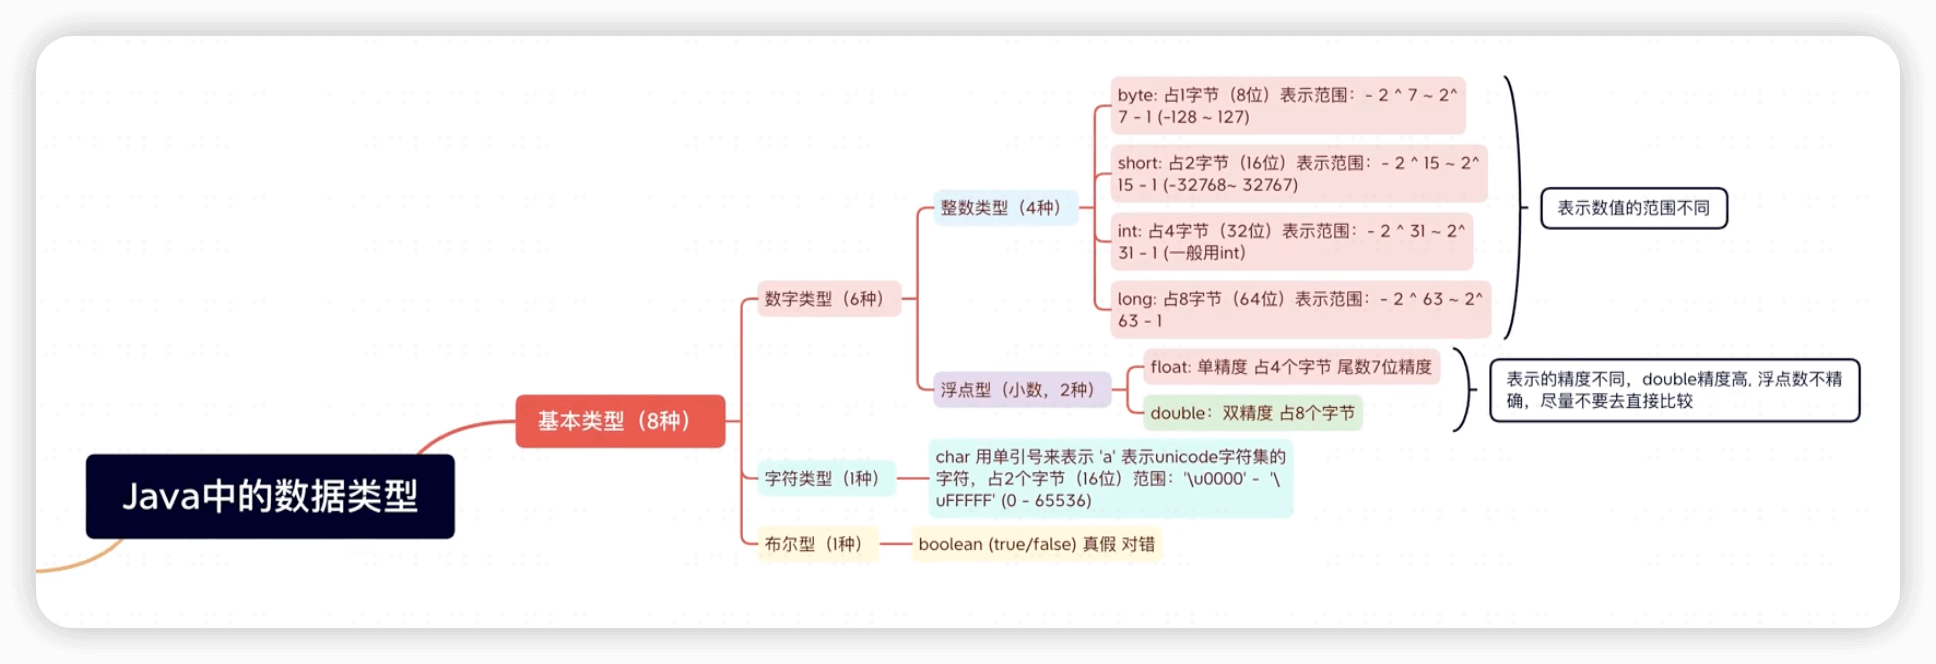 byte: 占1字节（8位）表示范围：- 2 ^ 7 ~ 2^
7 - 1 (-128 ~ 127)
short: 占2字节（16位）表示范围：- 2 ^ 15 ~ 2^
15 - 1 (-32768~ 32767)
整数类型（4种）
表示数值的范围不同
int: 占4字节（32位）表示范围：- 2 ^ 31 ~ 2^
31 - 1 (一般用int)
数字类型（6种）
long: 占8字节（64位）表示范围：- 2 ^ 63 ~ 2^
63 - 1
float: 单精度 占4个字节 尾数7位精度
浮点型（小数，2种）
表示的精度不同，double精度高, 浮点数不精
确，尽量不要去直接比较
double：双精度 占8个字节
基本类型（8种）
char 用单引号来表示 'a' 表示unicode字符集的
字符，占2个字节（16位）范围：'\u0000' - '\
uFFFFF' (0 - 65536)
字符类型（1种）
Java中的数据类型
布尔型（1种）
boolean (true/false) 真假 对错